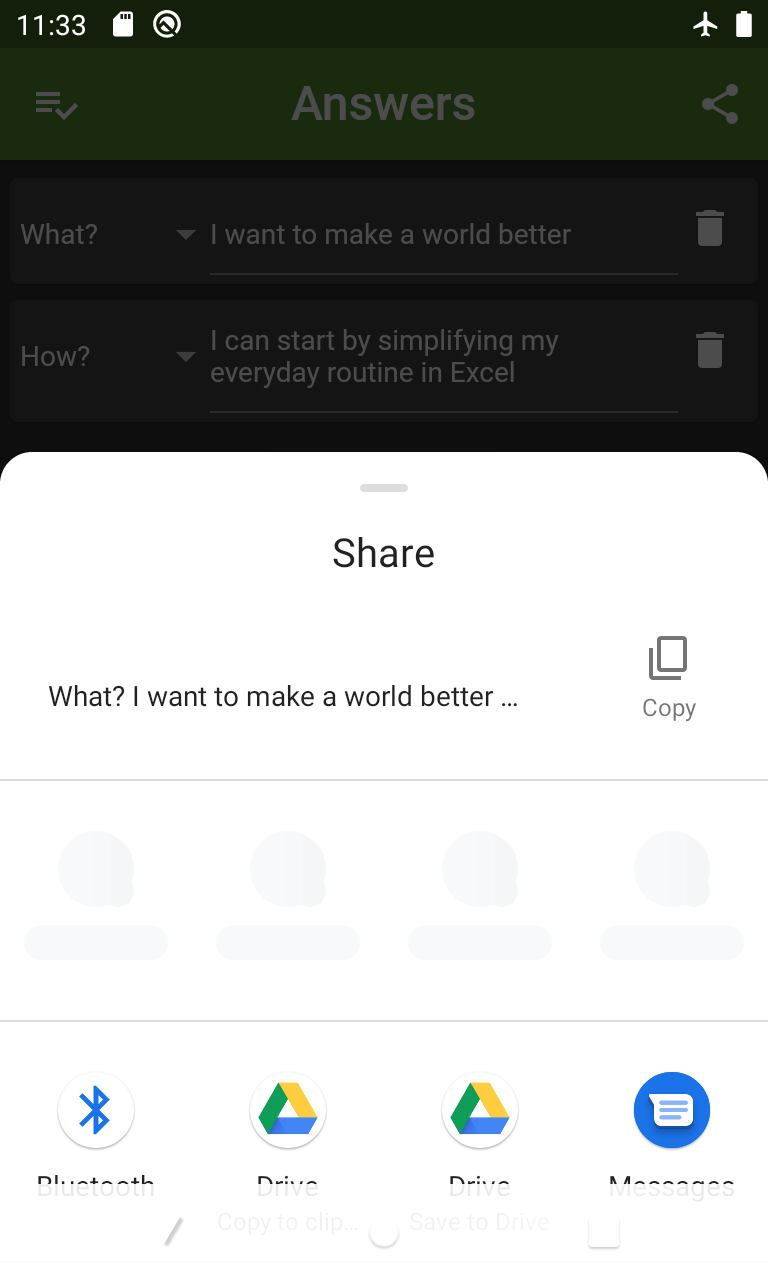 11:33
Answers
What?
I want to make a world better
How?
I can start by simplifying my
everyday routine in Excel
Share
What? I want to make a world better ...
Copy
Bluetooth
Drive
Drive
Messages
Copy to clip...
Save to Drive